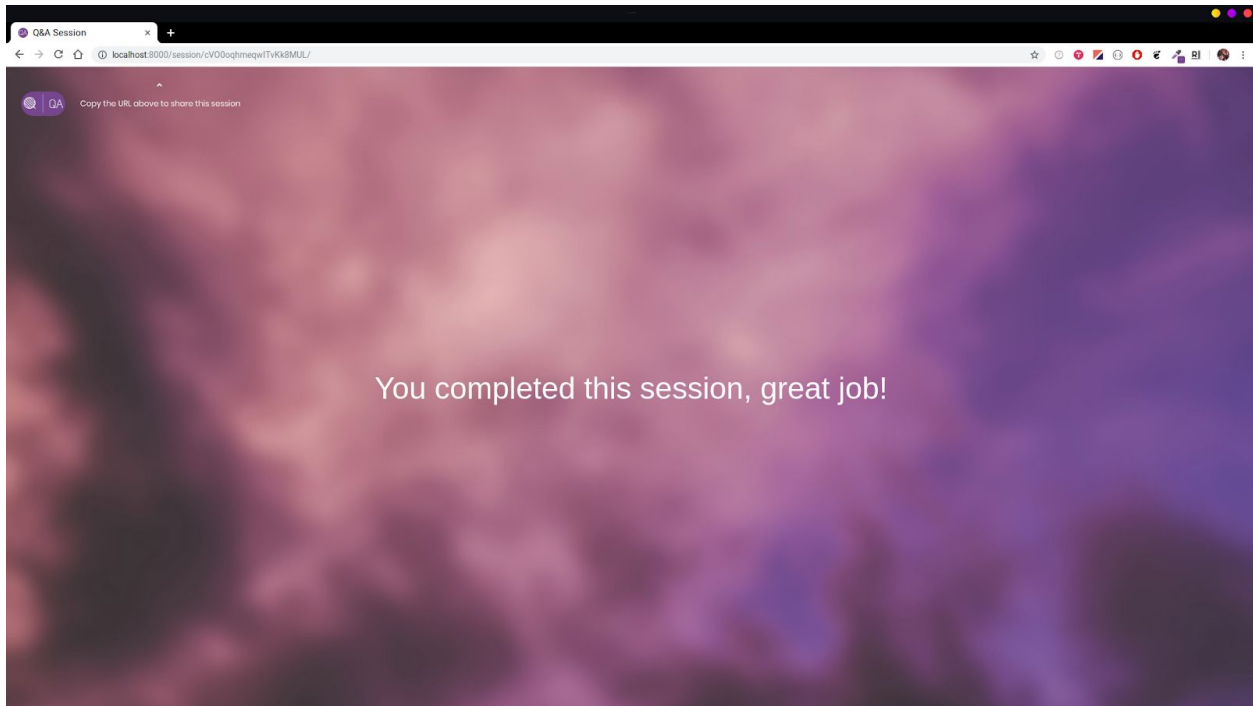 Q&A Session
localhost:8000/session/cVO0oqhmeqwITvKk8MUL/
QA
Copy the URL above to share this session
You completed this session, great job!